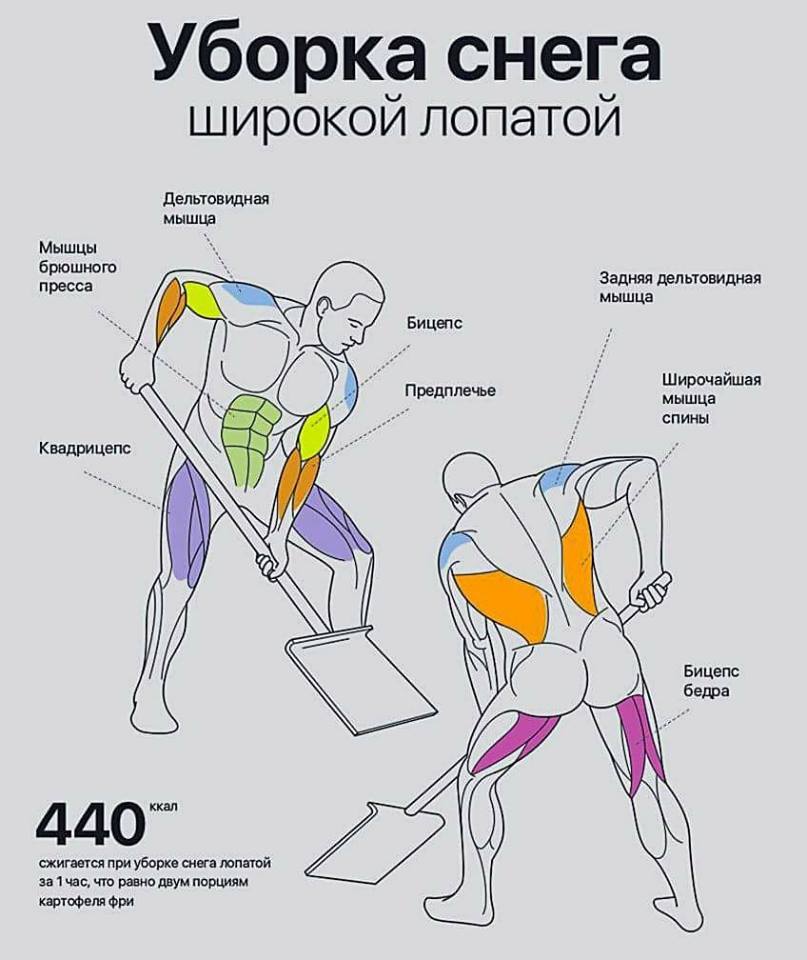 Уборка снега
широкой лопатой
Дельтовидная
мышца
Мышцы
брюшного
пресса
Задняя дельтовидная
мышца
Бицепс
Широчайшая
мышца
спины
Предплечье
Квадрицепс
Бицепс
бедра
440 ккал
сжигается при уборке снега лопатой
за 1 час, что равно двум порциям
картофеля фри